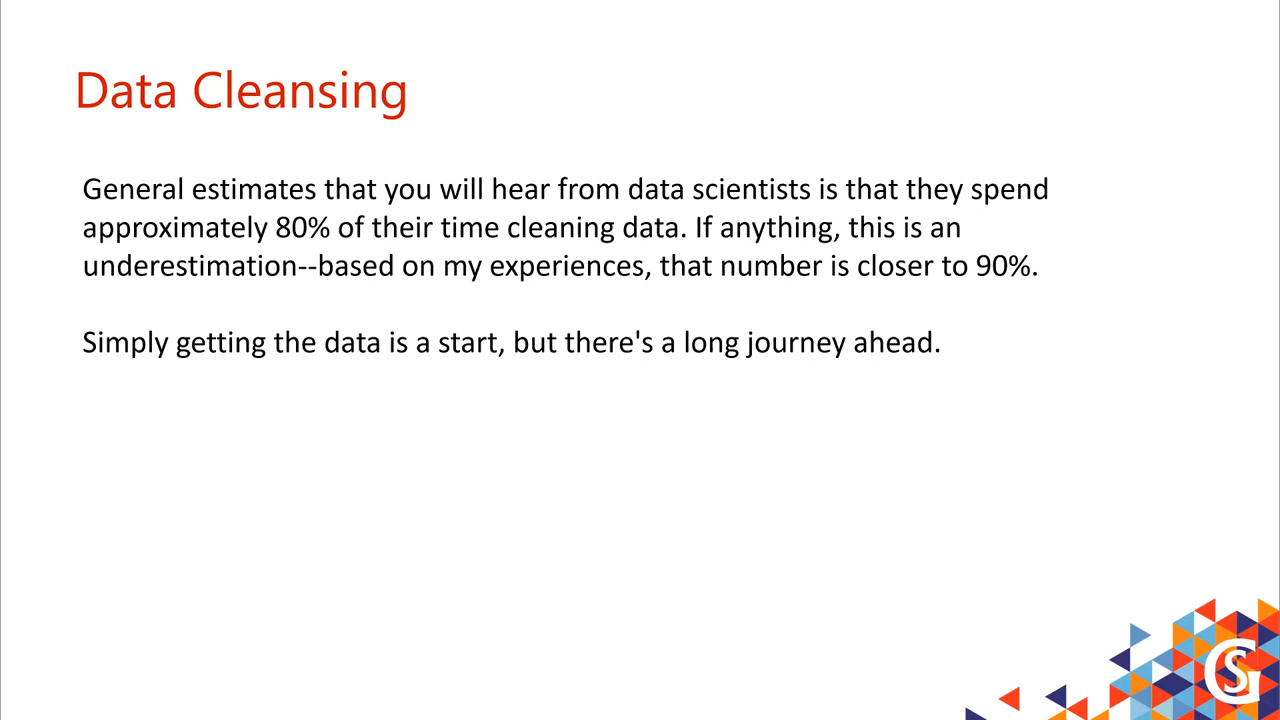 Data Cleansing
General estimates that you will hear from data scientists is that they spend
approximately 80% of their time cleaning data. If anything, this is an
underestimation--based on my experiences, that number is closer to 90%.
Simply getting the data is a start, but there's a long journey ahead.
GS